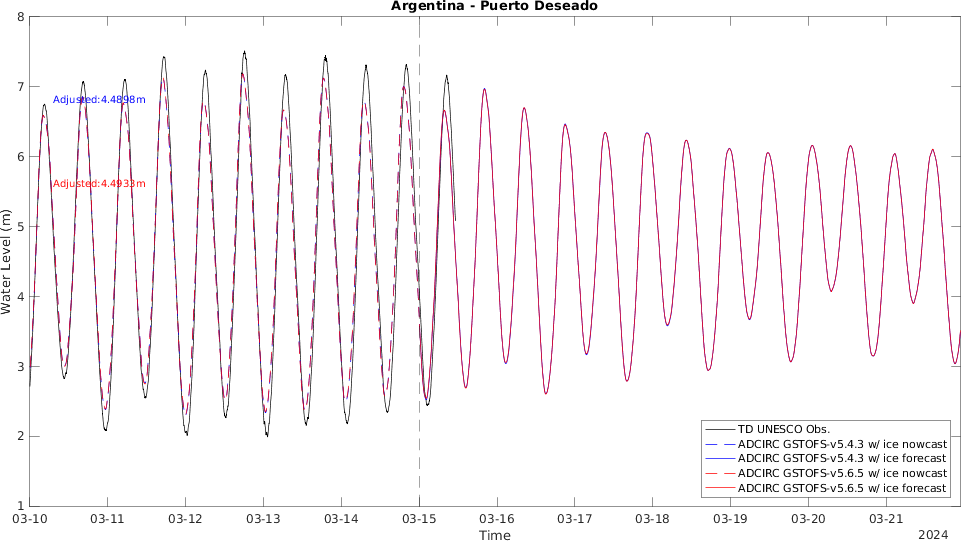 Argentina - Puerto Deseado
8
7
6
5
4
3
2
1
Water Level (m)
Adjusted:4.4898m
Adjusted:4.4933m
TD UNESCO Obs.
ADCIRC GSTOFS-v5.4.3 w/ ice nowcast
ADCIRC GSTOFS-v5.4.3 w/ ice forecast
ADCIRC GSTOFS-v5.6.5 w/ ice nowcast
ADCIRC GSTOFS-v5.6.5 w/ ice forecast
03-10 03-11 03-12 03-13 03-14 03-15 03-16 03-17 03-18 03-19 03-20 03-21
Time
2024